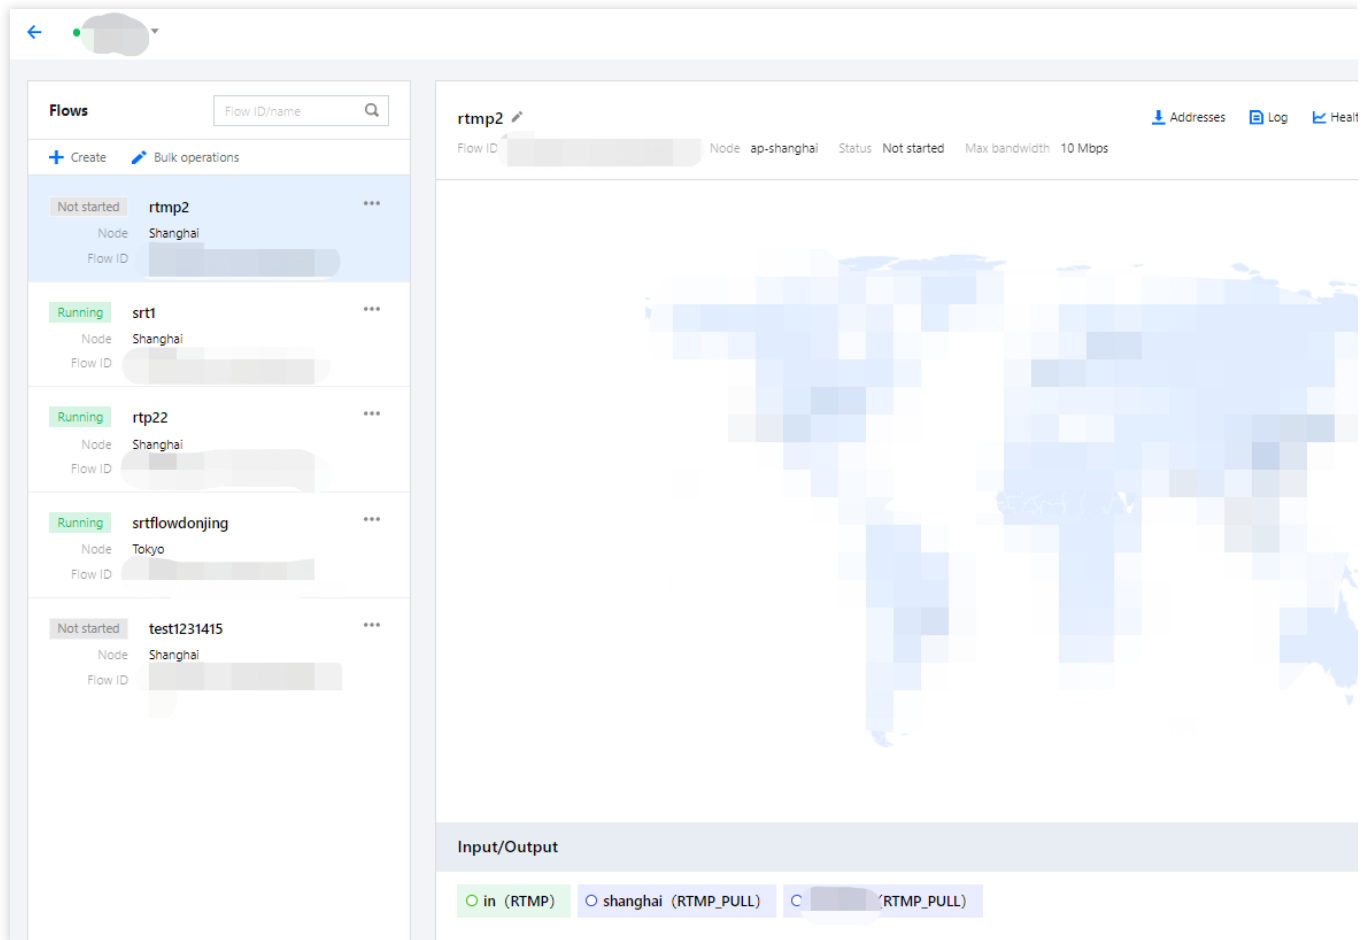 Flows
Flow ID/name
Create
Bulk operations
Not started
rtmp2
Node
Shanghai
Flow ID
Running
srt1
Node
Shanghai
Flow ID
Running
rtp22
Node
Shanghai
Flow ID
Running
srtflowdonjing
Node
Tokyo
Flow ID
Not started
test1231415
Node
Shanghai
Flow ID
rtmp2
Addresses
Log
Flow ID
Node ap-shanghai
Status Not started
Max bandwidth 10 Mbps
Input/Output
in（RTMP）
shanghai（RTMP_PULL）
（RTMP_PULL）